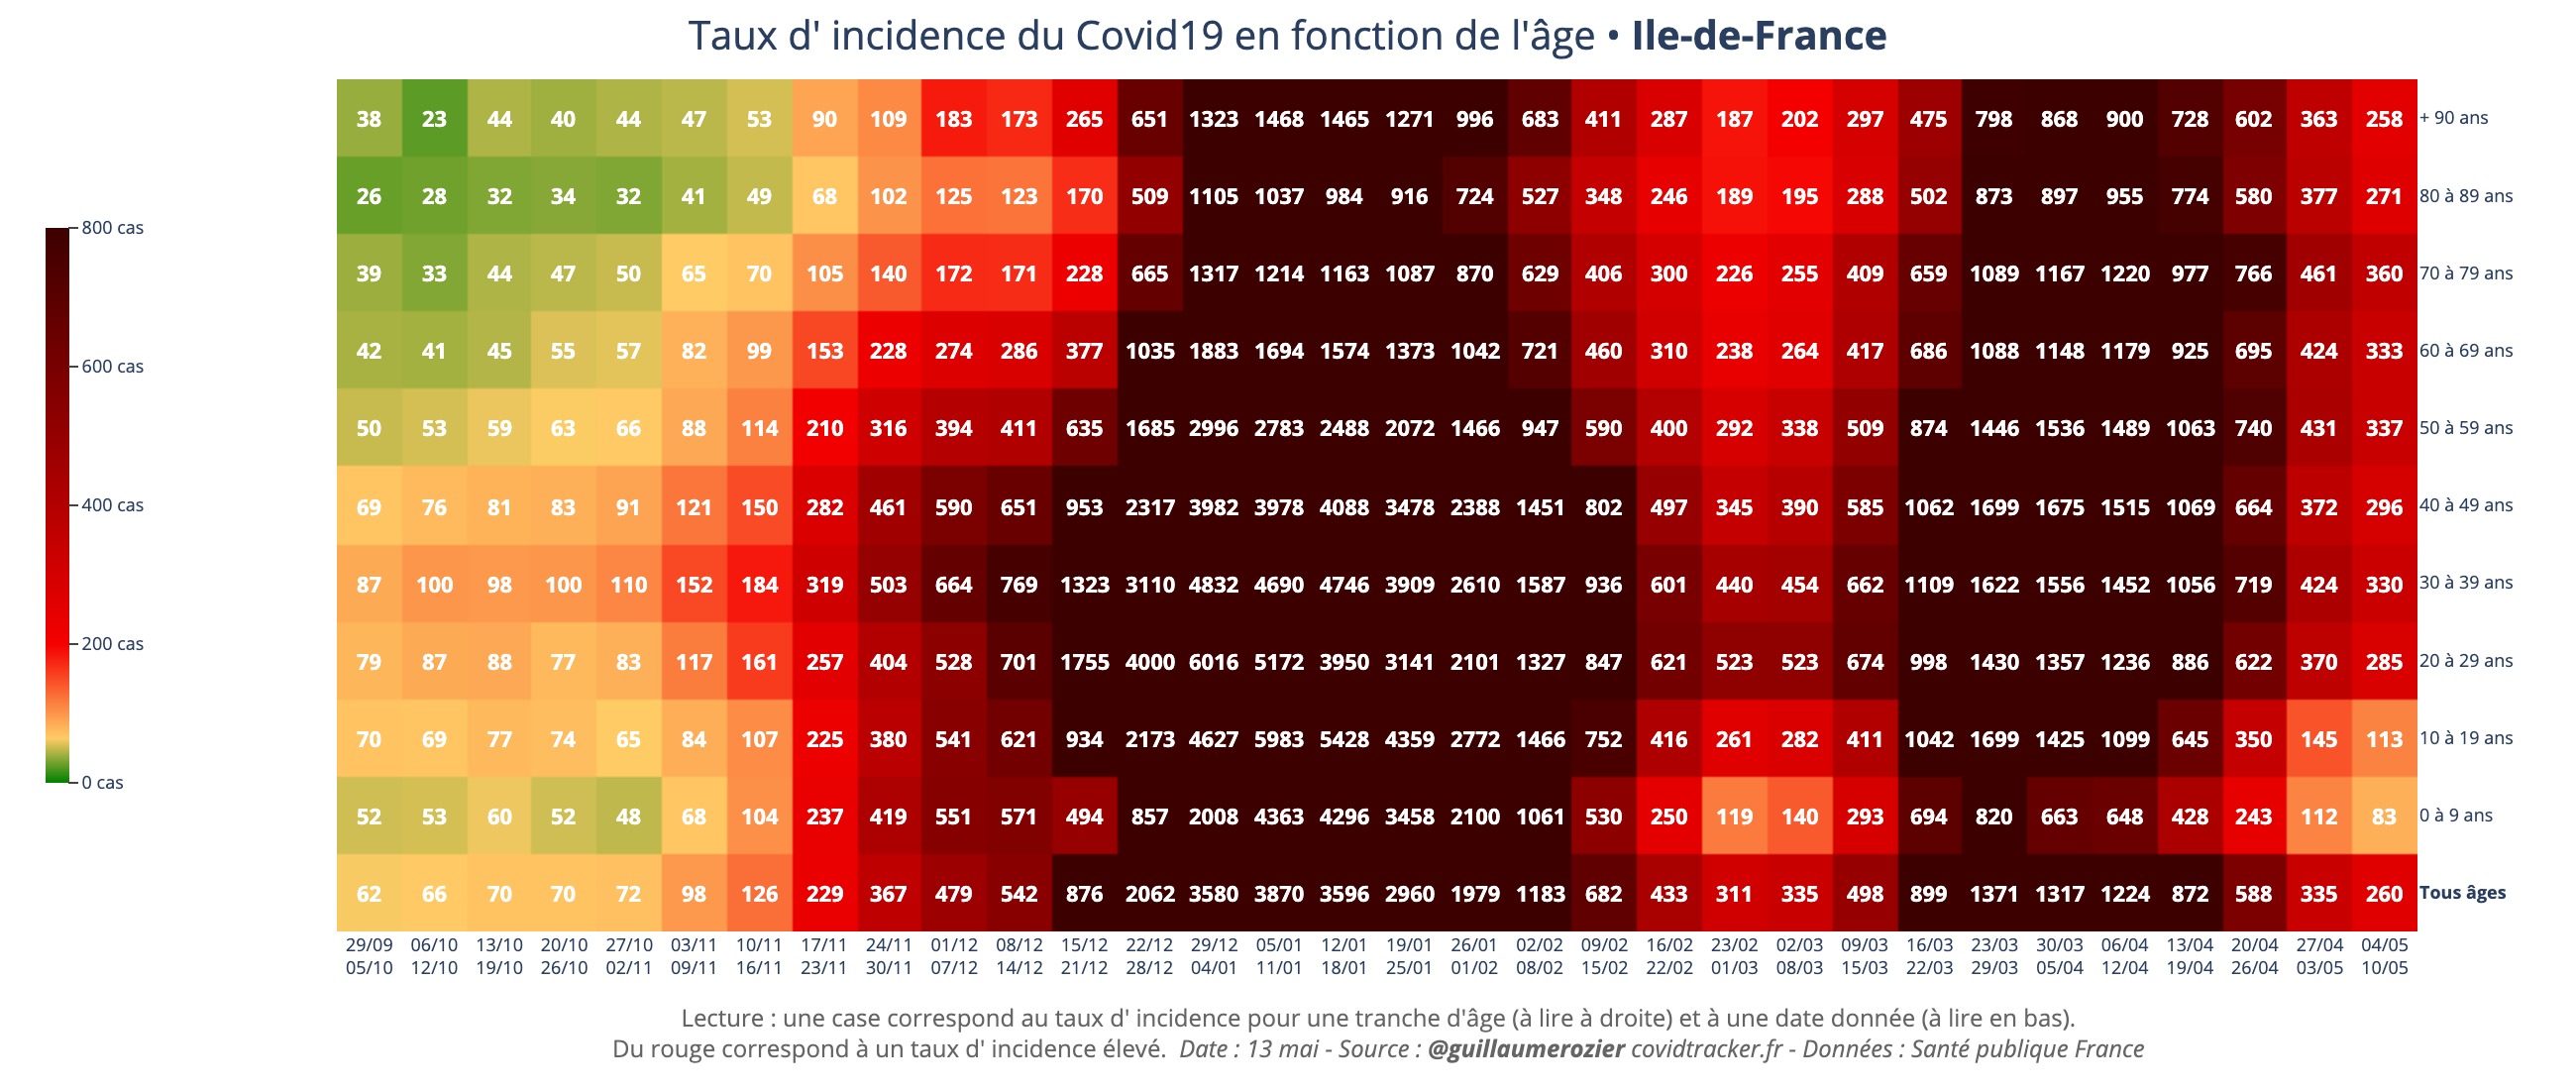 Taux d' incidence du Covid19 en fonction de l'âge • Ile-de-France
38 23 44 40 44 47 53 90 109 183 173 265 651 1323 1468 1465 1271 996 683 411 287 187 202 297 475 798 868 900 728 602 363 258 + 90 ans
26 28 32 34 32 41 49 68 102 125 123 170 509 1105 1037 984 916 724 527 348 246 189 195 288 502 873 897 955 774 580 377 271 80 à 89 ans
39 33 44 47 50 65 70 105 140 172 171 228 665 1317 1214 1163 1087 870 629 406 300 226 255 409 659 1089 1167 1220 977 766 461 360 70 à 79 ans
42 41 45 55 57 82 99 153 228 274 286 377 1035 1883 1694 1574 1373 1042 721 460 310 238 264 417 686 1088 1148 1179 925 695 424 333 60 à 69 ans
50 53 59 63 66 88 114 210 316 394 411 635 1685 2996 2783 2488 2072 1466 947 590 400 292 338 509 874 1446 1536 1489 1063 740 431 337 50 à 59 ans
69 76 81 83 91 121 150 282 461 590 651 953 2317 3982 3978 4088 3478 2388 1451 802 497 345 390 585 1062 1699 1675 1515 1069 664 372 296 40 à 49 ans
87 100 98 100 110 152 184 319 503 664 769 1323 3110 4832 4690 4746 3909 2610 1587 936 601 440 454 662 1109 1622 1556 1452 1056 719 424 330 30 à 39 ans
79 87 88 77 83 117 161 257 404 528 701 1755 4000 6016 5172 3950 3141 2101 1327 847 621 523 523 674 998 1430 1357 1236 886 622 370 285 20 à 29 ans
70 69 77 74 65 84 107 225 380 541 621 934 2173 4627 5983 5428 4359 2772 1466 752 416 261 282 411 1042 1699 1425 1099 645 350 145 113 10 à 19 ans
52 53 60 52 48 68 104 237 419 551 571 494 857 2008 4363 4296 3458 2100 1061 530 250 119 140 293 694 820 663 648 428 243 112 83 0 à 9 ans
62 66 70 70 72 98 126 229 367 479 542 876 2062 3580 3870 3596 2960 1979 1183 682 433 311 335 498 899 1371 1317 1224 872 588 335 260 Tous âges
29/09 06/10 13/10 20/10 27/10 03/11 10/11 17/11 24/11 01/12 08/12 15/12 22/12 29/12 05/01 12/01 19/01 26/01 02/02 09/02 16/02 23/02 02/03 09/03 16/03 23/03 30/03 06/04 13/04 20/04 27/04 04/05
05/10 12/10 19/10 26/10 02/11 09/11 16/11 23/11 30/11 07/12 14/12 21/12 28/12 04/01 11/01 18/01 25/01 01/02 08/02 15/02 22/02 01/03 08/03 15/03 22/03 29/03 05/04 12/04 19/04 26/04 03/05 10/05
800 cas
600 cas
400 cas
200 cas
0 cas
Lecture : une case correspond au taux d' incidence pour une tranche d'âge (à lire à droite) et à une date donnée (à lire en bas).
Du rouge correspond à un taux d' incidence élevé. Date : 13 mai - Source : @guillaumerozier covidtracker.fr - Données : Santé publique France